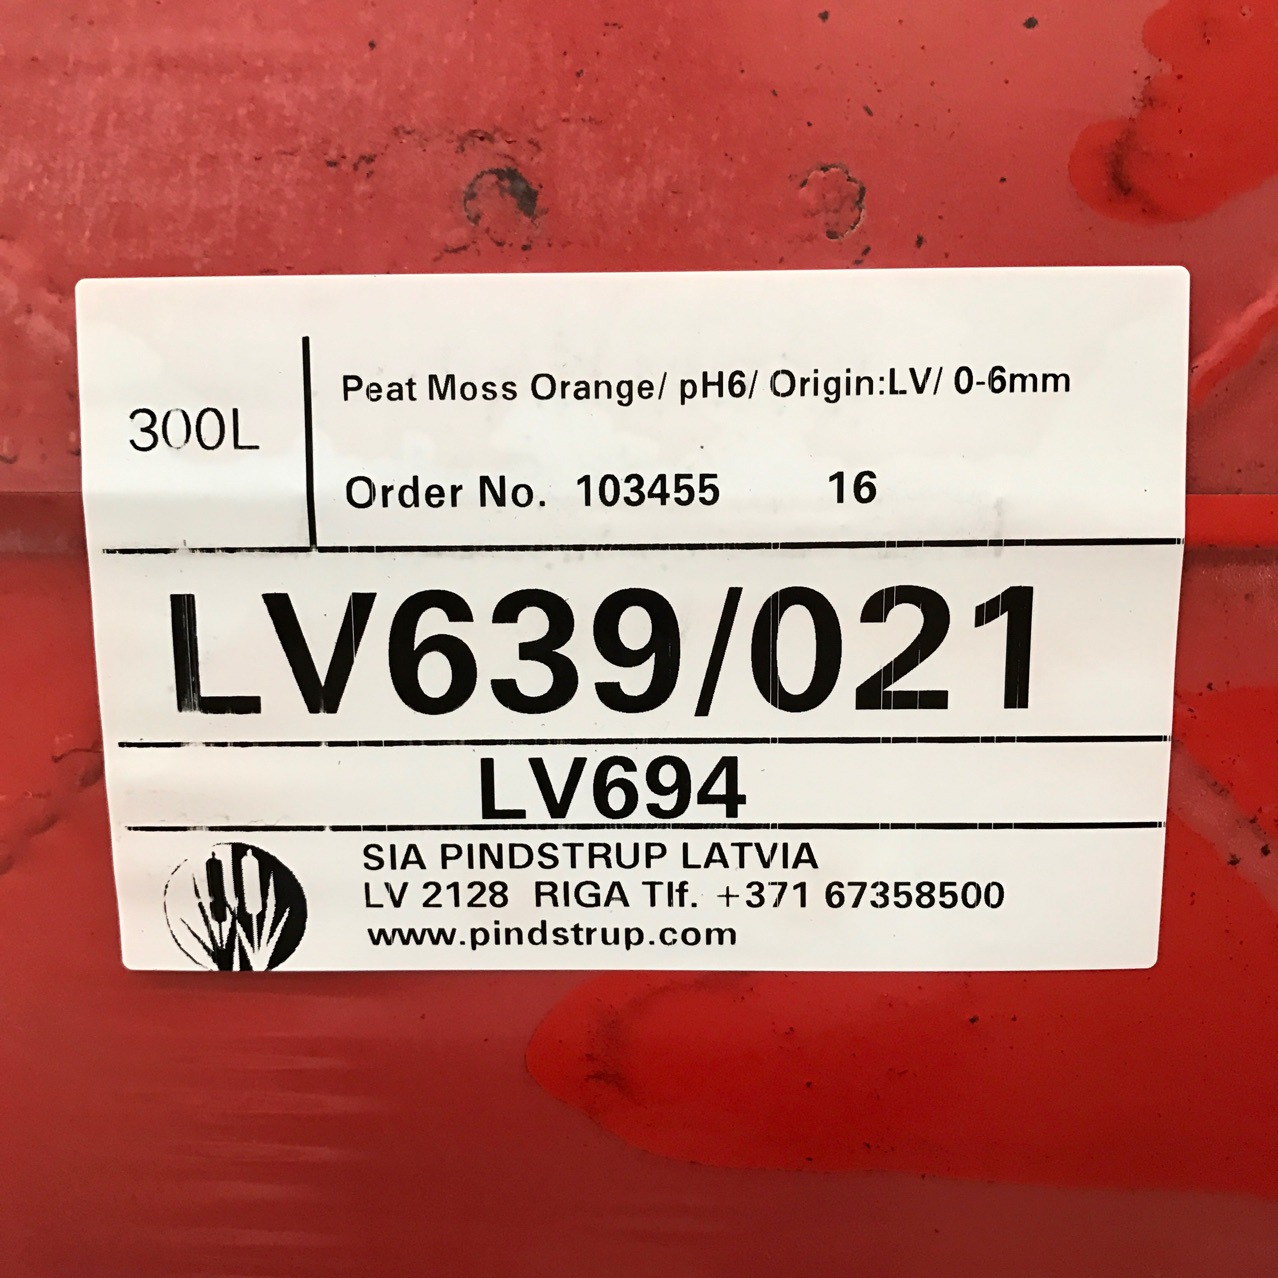 300L
Peat Moss Orange/ pH6/ Origin:LV/ 0-6mm
Order No. 103455 16
LV639/021
LV694
SIA PINDSTRUP LATVIA
LV 2128 RIGA Tlf. +371 67358500
www.pindstrup.com